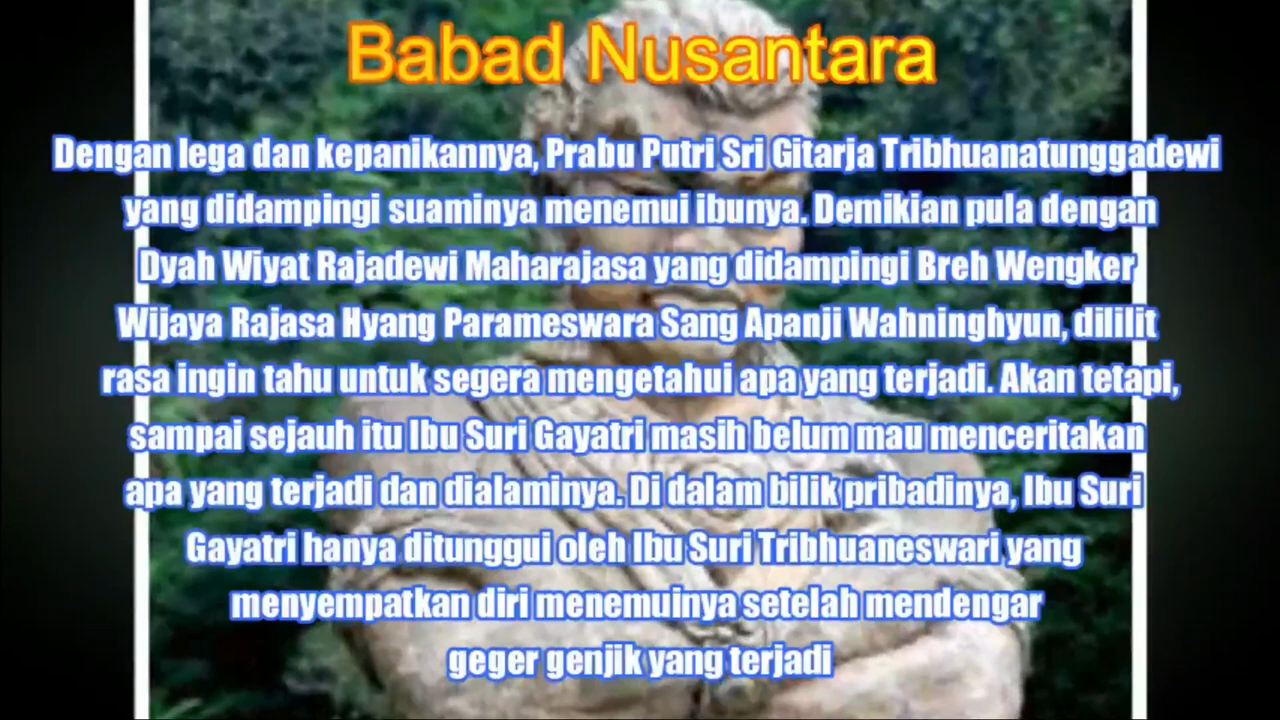 Babad Nusantara
Dengan lega dan kepanikannya, Prabu Putri Sri Gitarja Tribhuanatunggadewi
yang didampingi suaminya menemui ibunya. Demikian pula dengan
Dyah Wiyat Rajadewi Maharajasa yang didampingi Breh Wengker
Wijaya Rajasa Hyang Parameswara Sang Apanji Wahninghyun, dililit
rasa ingin tahu untuk segera mengetahui apa yang terjadi. Akan tetapi,
sampai sejauh itu Ibu Suri Gayatri masih belum mau menceritakan
apa yang terjadi dan dialaminya. Di dalam bilik pribadinya, Ibu Suri
Gayatri hanya ditunggui oleh Ibu Suri Tribhuaneswari yang
menyempatkan diri menemuinya setelah mendengar
geger genjik yang terjadi